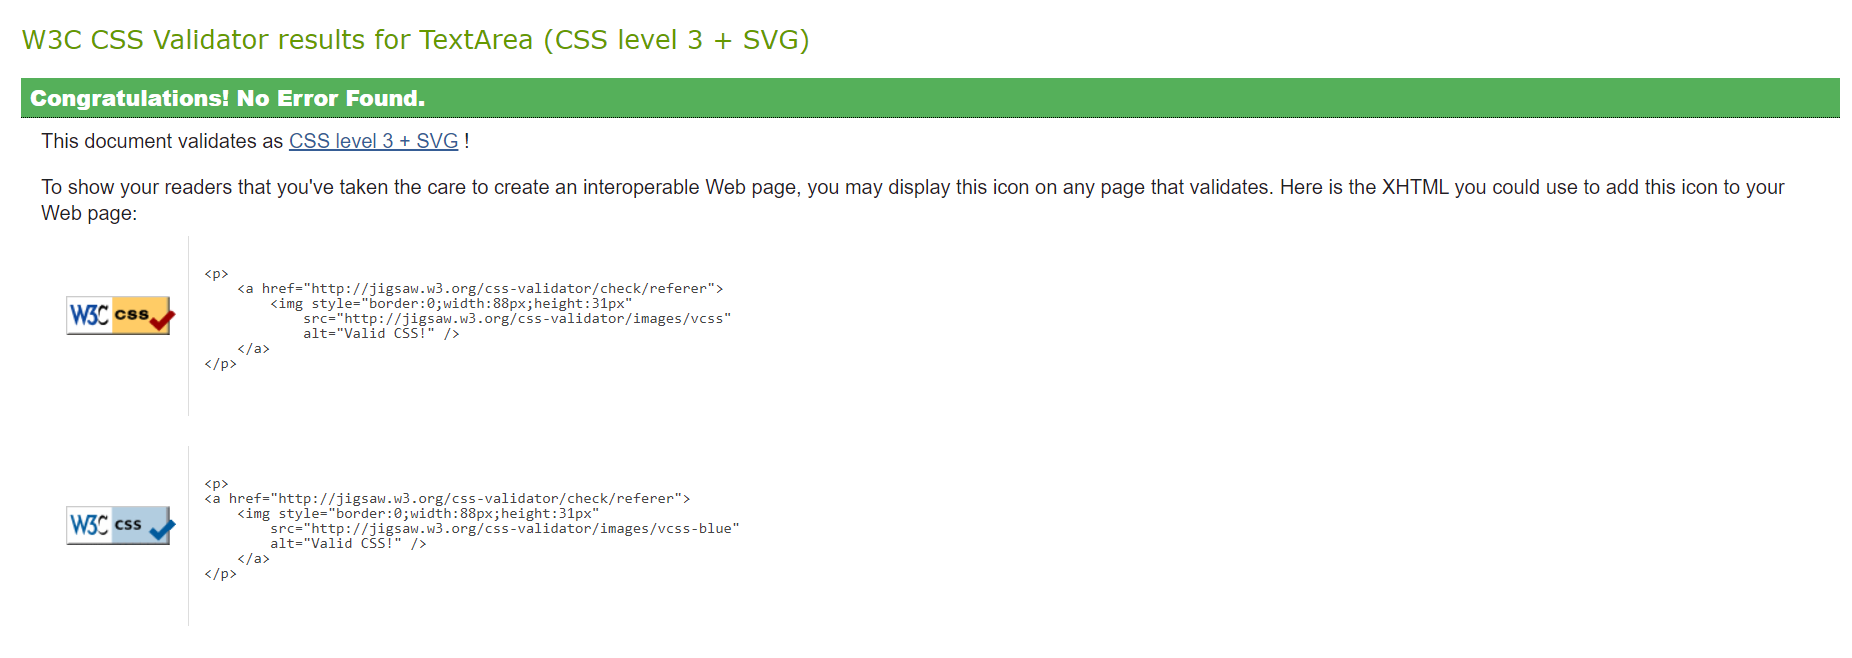 W3C CSS Validator results for TextArea (CSS level 3 + SVG)
Congratulations! No Error Found.
This document validates as CSS level 3 + SVG !
To show your readers that you've taken the care to create an interoperable Web page, you may display this icon on any page that validates. Here is the XHTML you could use to add this icon to your
Web page:
W3C css
<p>
    <a href="http://jigsaw.w3.org/css-validator/check/referer">
        <img style="border:0;width:88px;height:31px"
            src="http://jigsaw.w3.org/css-validator/images/vcss"
            alt="Valid CSS!" />
    </a>
</p>
W3C css
<p>
<a href="http://jigsaw.w3.org/css-validator/check/referer">
    <img style="border:0;width:88px;height:31px"
        src="http://jigsaw.w3.org/css-validator/images/vcss-blue"
        alt="Valid CSS!" />
    </a>
</p>